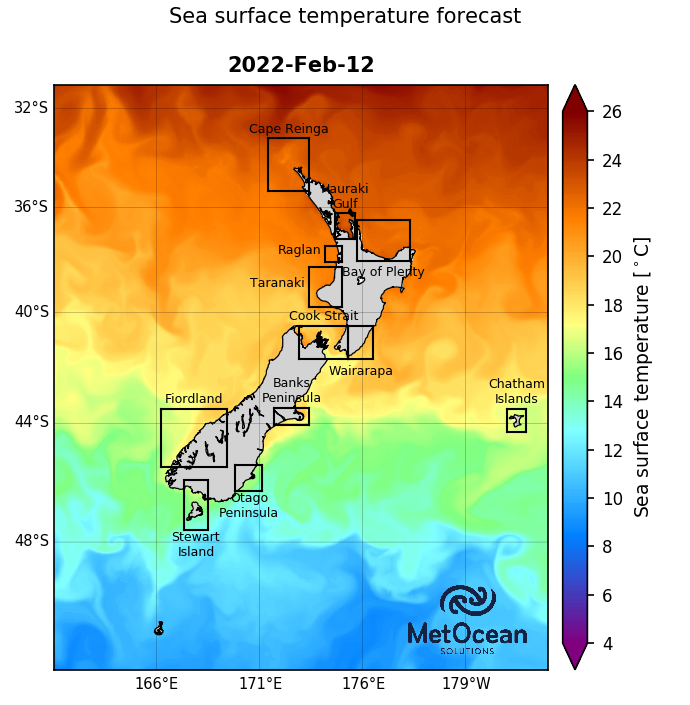 Sea surface temperature forecast
2022-Feb-12
32°S
36°S
40°S
44°S
48°S
166°E
171°E
176°E
179°W
Cape Reinga
Hauraki
Gulf
Raglan
Bay of Plenty
Taranaki
Cook Strait
Wairarapa
Banks
Peninsula
Fiordland
Chatham
Islands
Otago
Peninsula
Stewart
Island
MetOcean
SOLUTIONS
26
24
22
20
18
16
14
12
10
8
6
4
Sea surface temperature [°C]